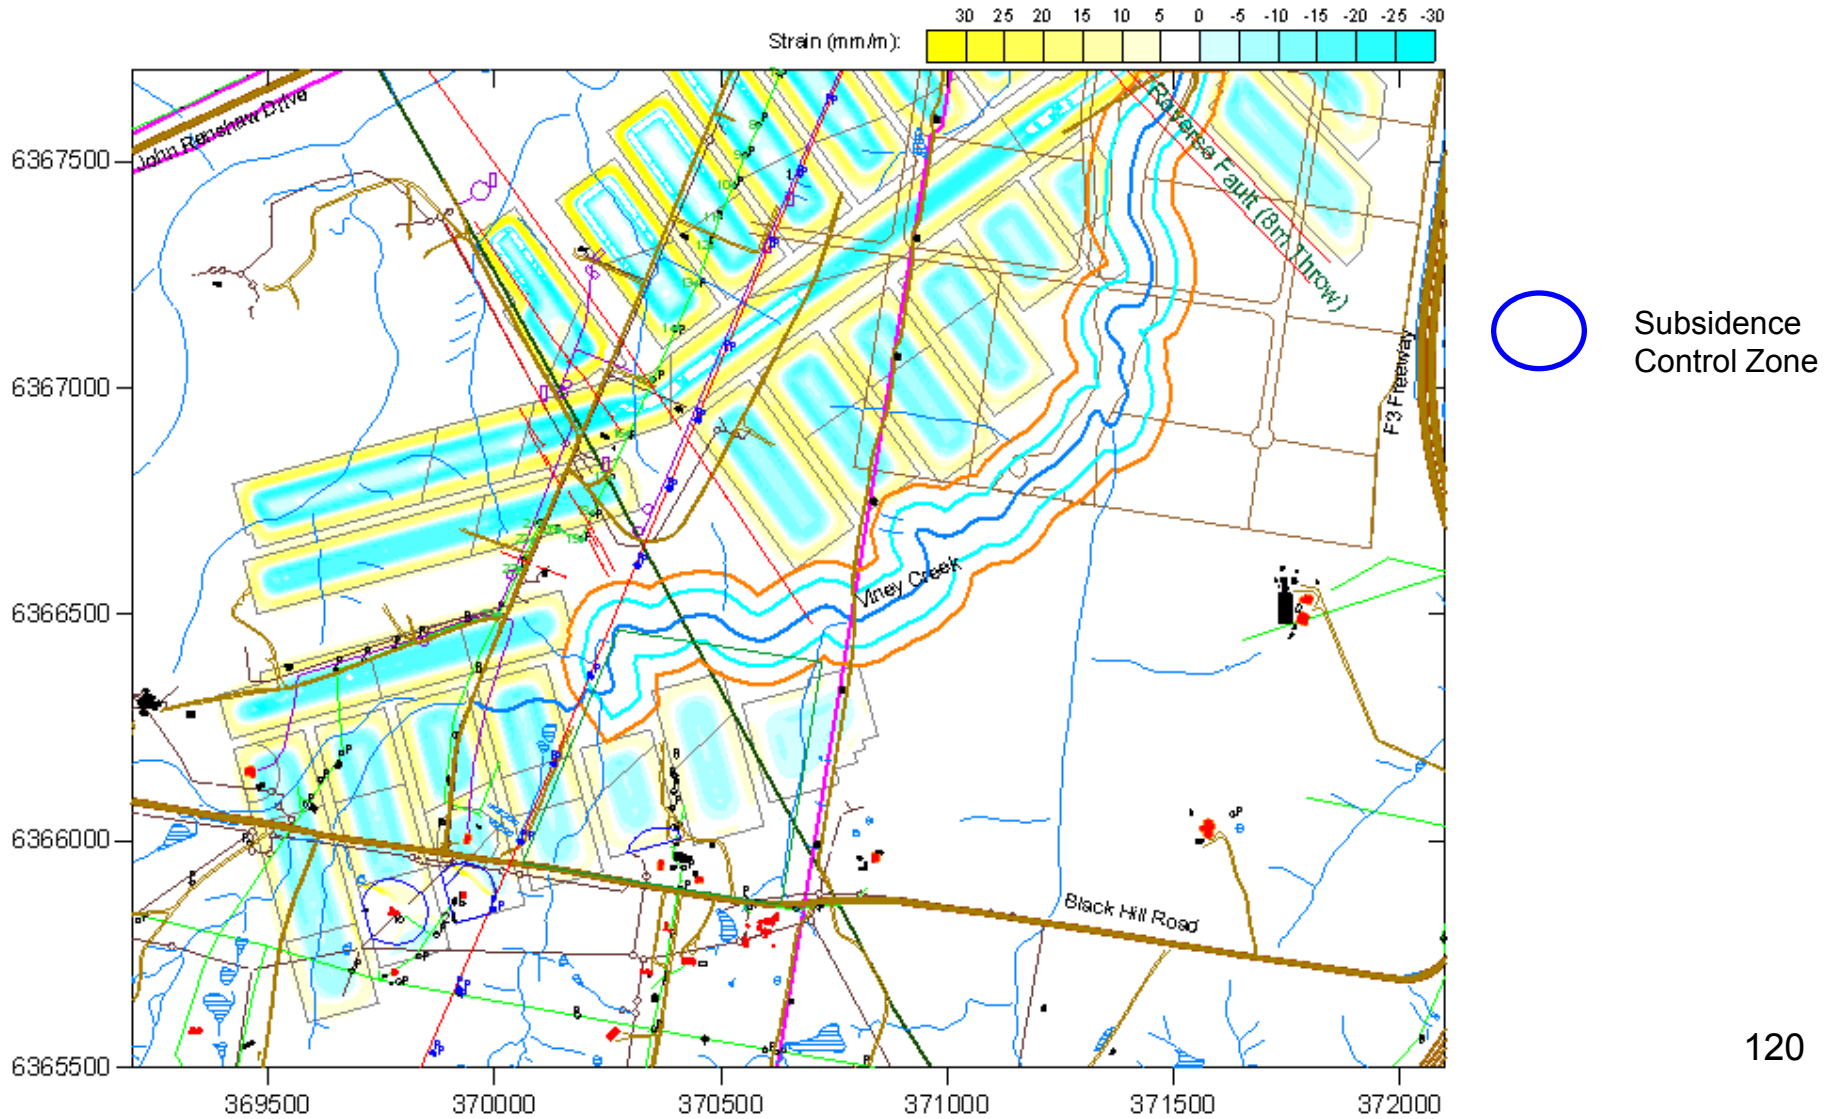 30 25 20 15 10 5 0 -5 -10 -15 -20 -25 -30
Strain (mm/m):
John Renshaw Drive
Reverse Fault (8m Throw)
F3 Freeway
Viney Creek
Black Hill Road
6367500
6367000
6366500
6366000
6365500
369500 370000 370500 371000 371500 372000
Subsidence
Control Zone
120